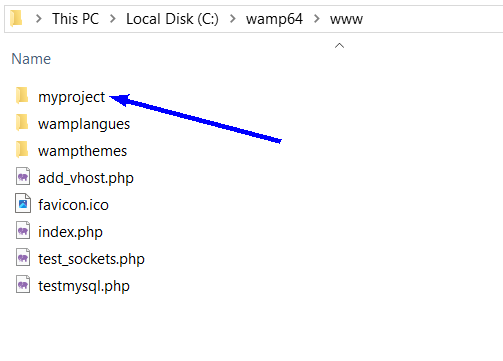 This PC > Local Disk (C:) > wamp64 > www
Name
myproject
wamplangues
wampthemes
add_vhost.php
favicon.ico
index.php
test_sockets.php
testmysql.php